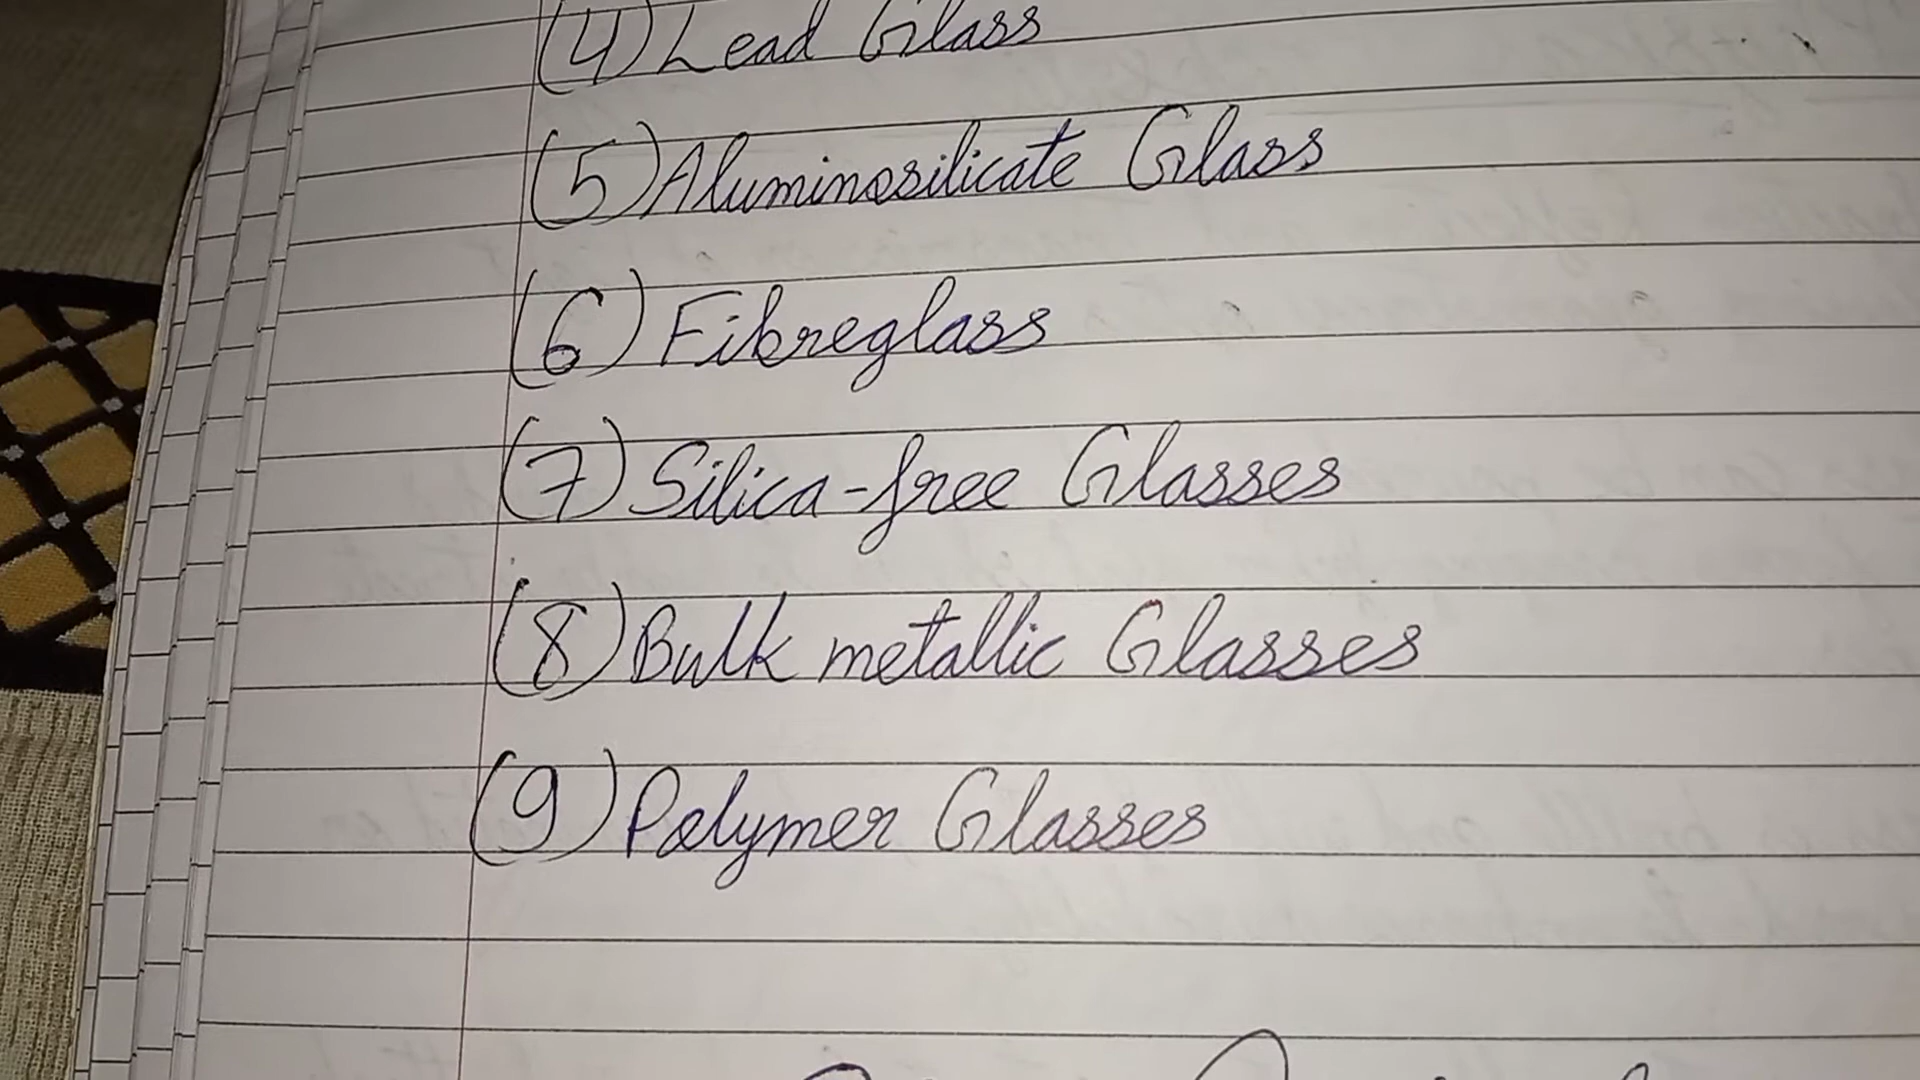 (4) Lead Glass
(5) Aluminosilicate Glass
(6) Fibreglass
(7) Silica-free Glasses
(8) Bulk metallic Glasses
(9) Polymer Glasses